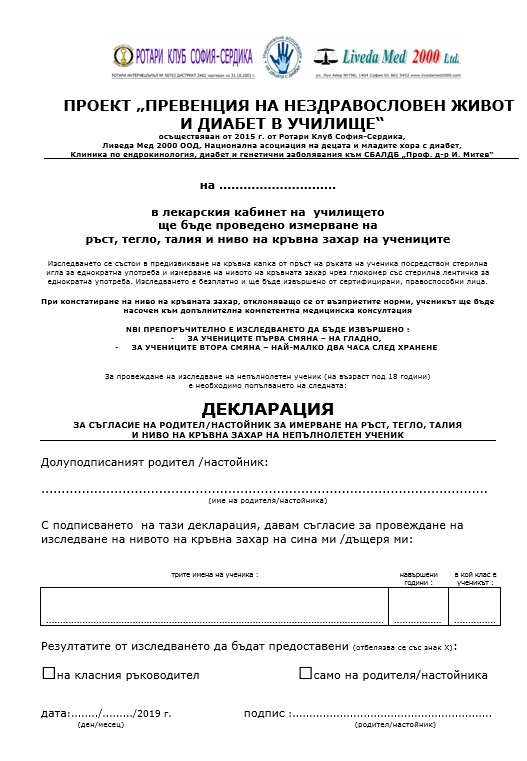 РОТАРИ КЛУБ СОФИЯ-СЕРДИКА
Liveda Med 2000 Ltd.
ПРОЕКТ „ПРЕВЕНЦИЯ НА НЕЗДРАВОСЛОВЕН ЖИВОТ
И ДИАБЕТ В УЧИЛИЩЕ“
осъществяван от 2015 г. от Ротари Клуб София-Сердика,
Ливеда Мед 2000 ООД, Национална асоциация на децата и младите хора с диабет,
Клиника по ендокринология, диабет и генетични заболявания към СБАЛДБ „Проф. д-р И. Митев“
на ..............................
в лекарския кабинет на училището
ще бъде проведено измерване на
ръст, тегло, талия и ниво на кръвна захар на учениците
Изследването се състои в предизвикване на кръвна капка от пръст на ръката на ученика посредством стерилна
игла за еднократна употреба и измерване на нивото на кръвната захар чрез глюкомер със стерилна лентичка за
еднократна употреба. Изследването е безплатно и ще бъде извършено от сертифицирани, правоспособни лица.
При констатиране на ниво на кръвната захар, отклоняващо се от възприетите норми, ученикът ще бъде
насочен към допълнителна компетентна медицинска консултация
NBI ПРЕПОРЪЧИТЕЛНО Е ИЗСЛЕДВАНЕТО ДА БЪДЕ ИЗВЪРШЕНО :
- ЗА УЧЕНИЦИТЕ ПЪРВА СМЯНА – НА ГЛАДНО,
- ЗА УЧЕНИЦИТЕ ВТОРА СМЯНА – НАЙ-МАЛКО ДВА ЧАСА СЛЕД ХРАНЕНЕ
За провеждане на изследване на непълнолетен ученик (на възраст под 18 години)
е необходимо попълването на следната:
ДЕКЛАРАЦИЯ
ЗА СЪГЛАСИЕ НА РОДИТЕЛ/НАСТОЙНИК ЗА ИМЕРВАНЕ НА РЪСТ, ТЕГЛО, ТАЛИЯ
И НИВО НА КРЪВНА ЗАХАР НА НЕПЪЛНОЛЕТЕН УЧЕНИК
Долуподписаният родител /настойник:
..............................................................................................................
(име на родителя/настойника)
С подписването на тази декларация, давам съгласие за провеждане на
изследване на нивото на кръвна захар на сина ми /дъщеря ми:
трите имена на ученика : навършени години : в кой клас е ученикът :
Резултатите от изследването да бъдат предоставени (отбелязва се със знак X):
☐на класния ръководител ☐само на родителя/настойника
дата:......../........./2019 г. подпис :...........................................................
(ден/месец) (родител/настойник)